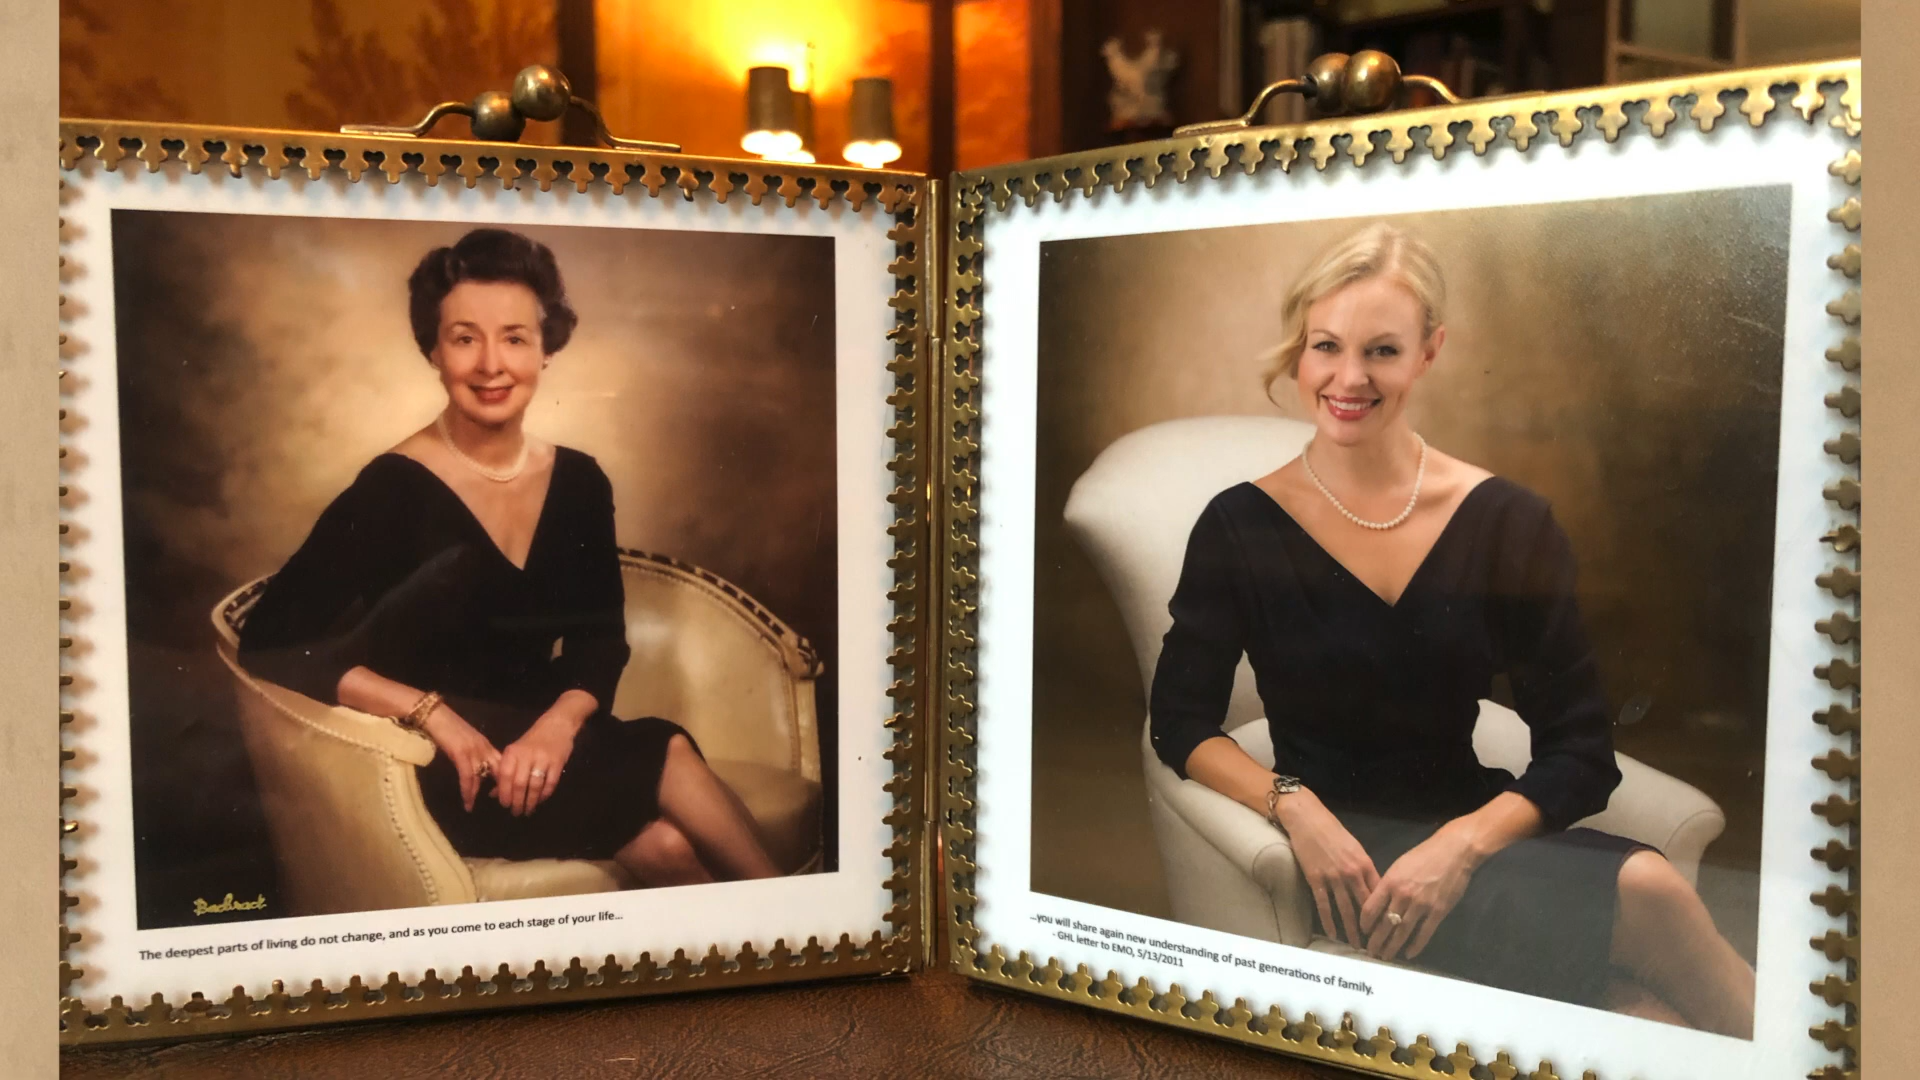 Bachrach
The deepest parts of living do not change, and as you come to each stage of your life...
...you will share again new understanding of past generations of family.
- GHL letter to EMO, 5/13/2011